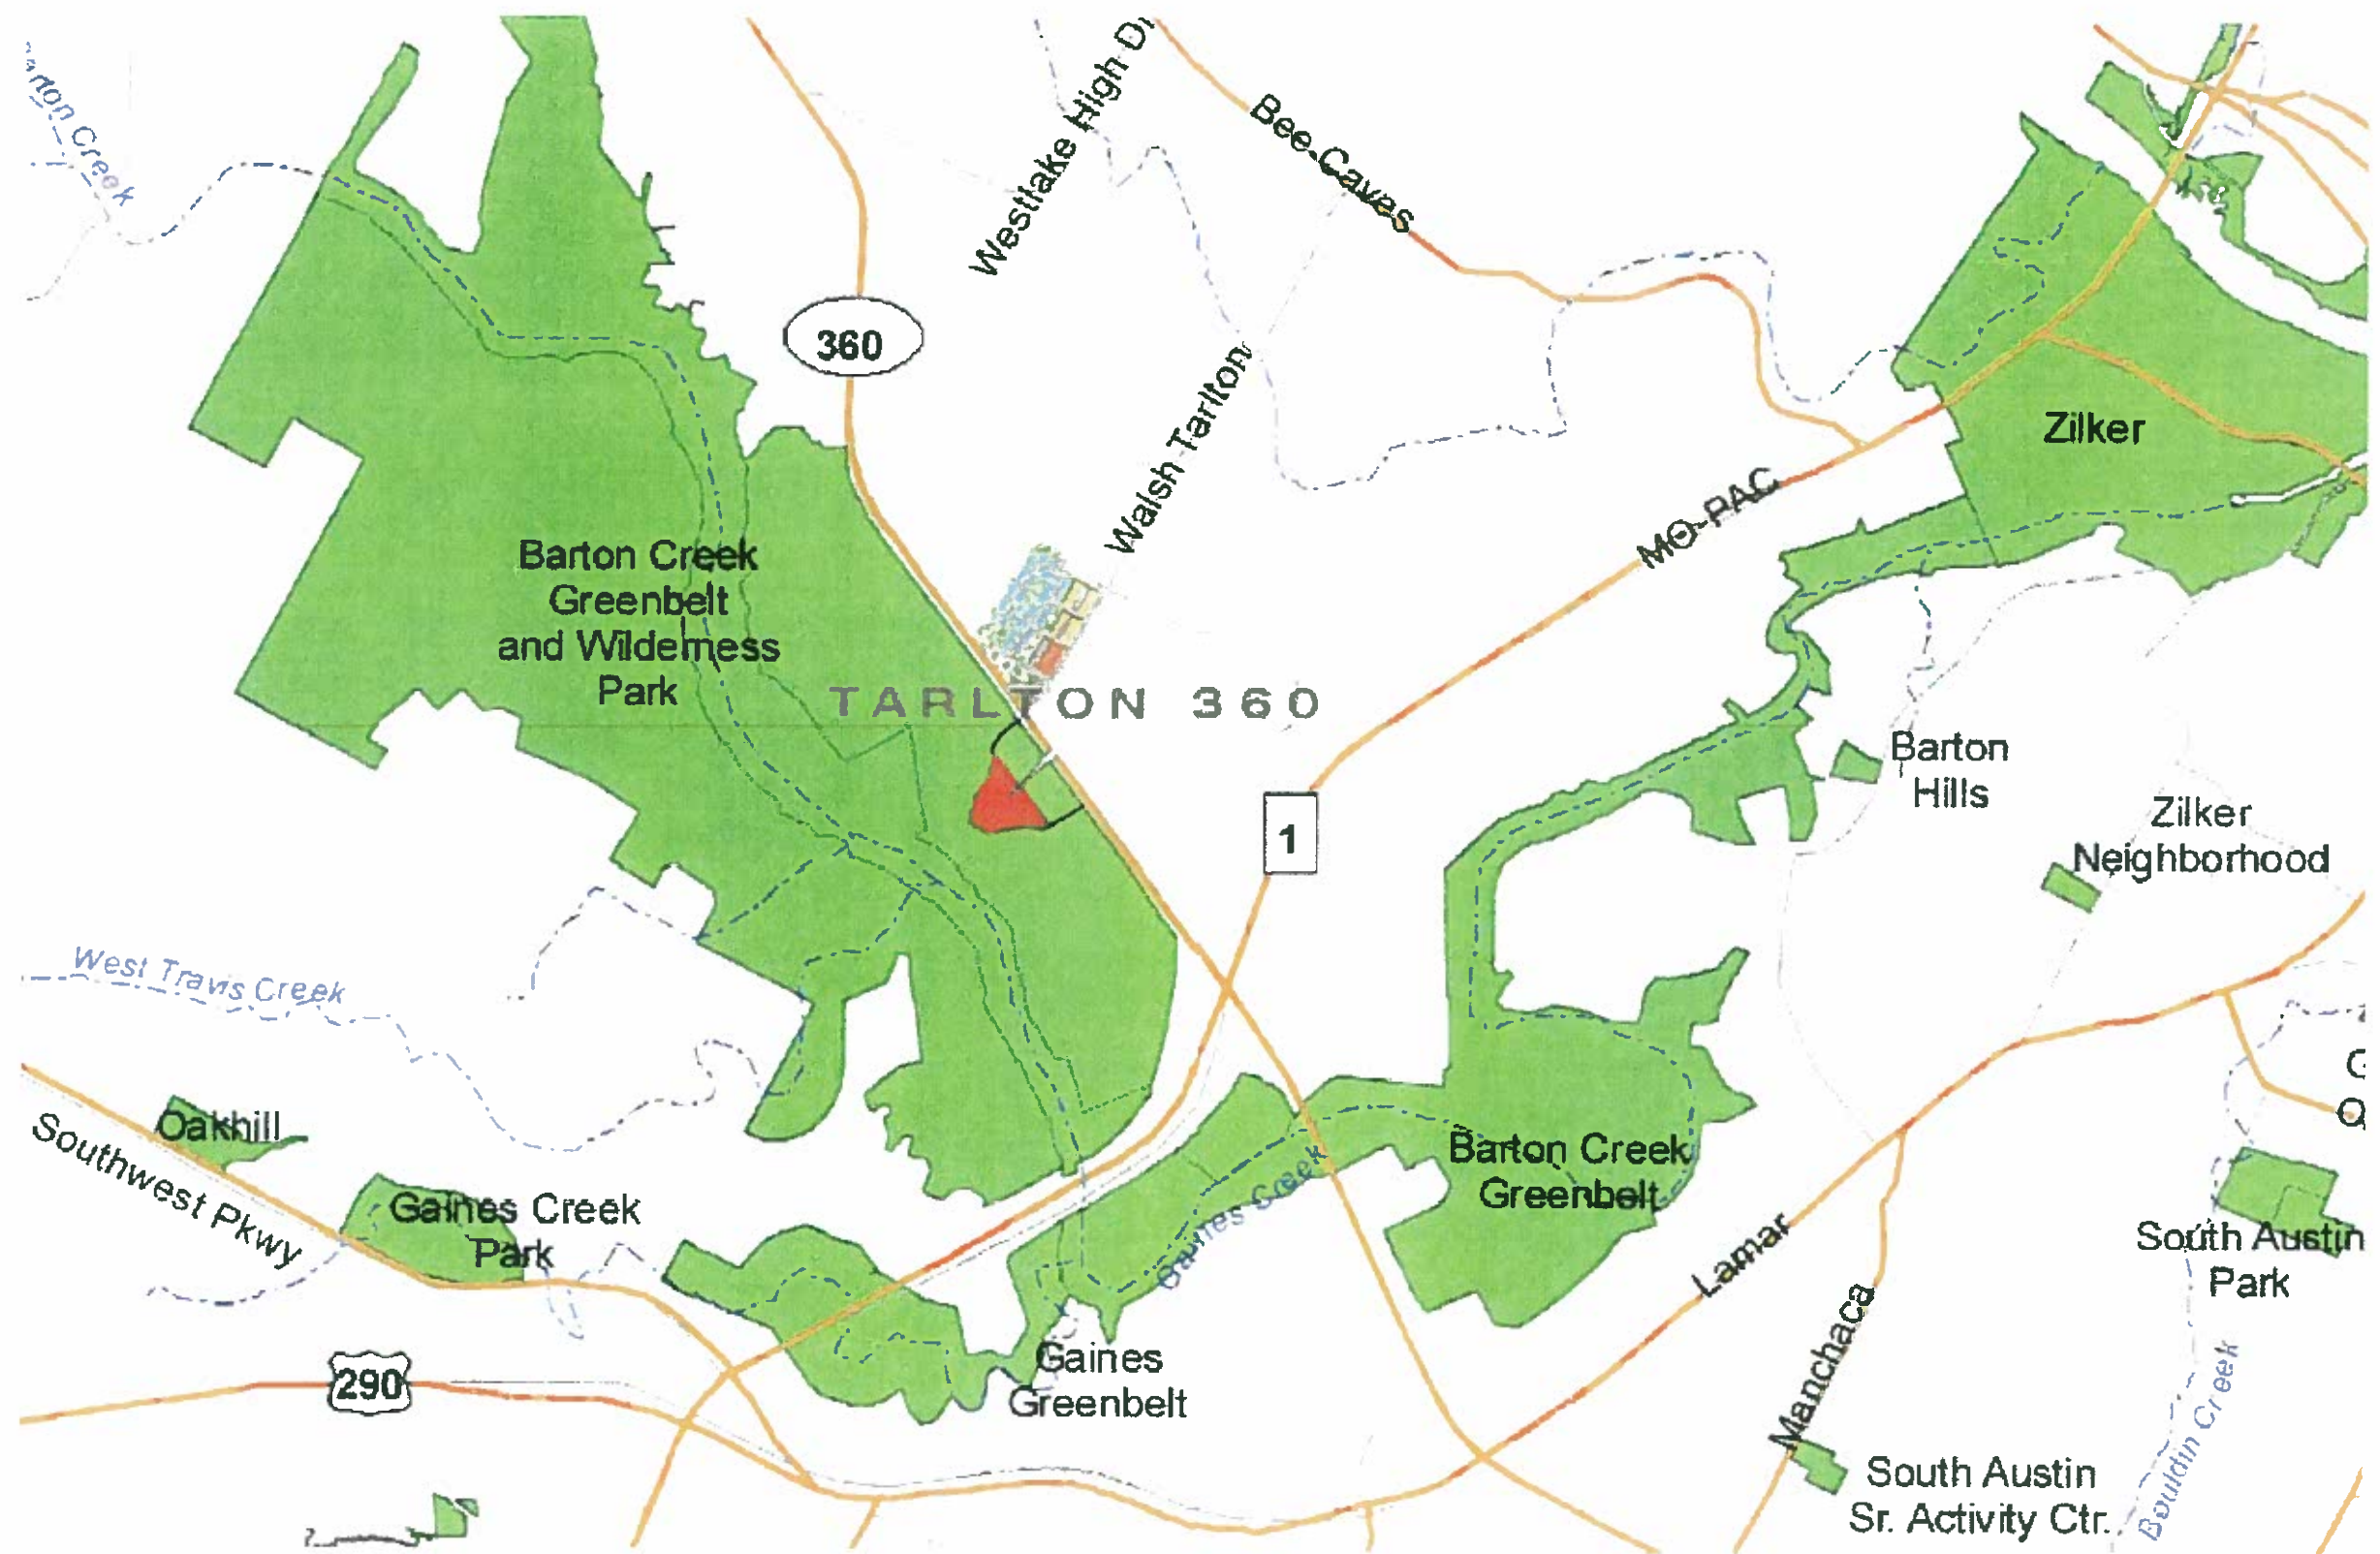 Westlake High Dr
Bee Caves
Creek
360
Walsh Tarlton
Zilker
MO-PAC
Barton Creek
Greenbelt
and Wilderness
Park
TARLTON 360
Barton
Hills
1
Zilker
Neighborhood
West Travis Creek
Oakhill
Southwest Pkwy
Gaines Creek
Park
Barton Creek
Greenbelt
Gaines Creek
Lamar
South Austin
Park
290
Gaines
Greenbelt
Manchaca
South Austin
Sr. Activity Ctr.
Bouldin Creek